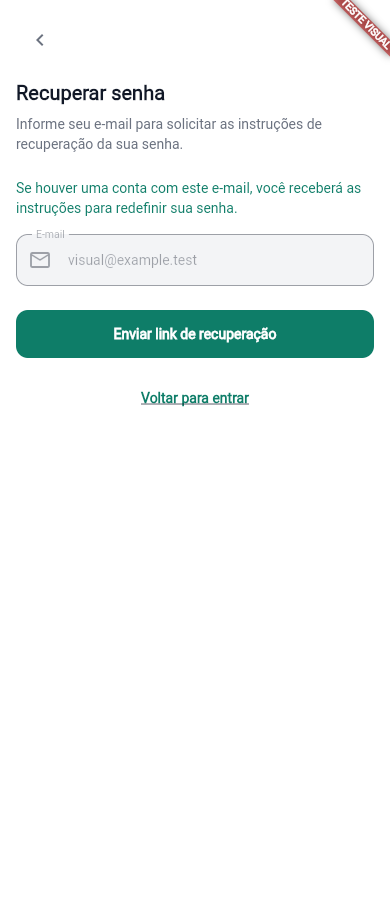 TESTE VISUAL
Recuperar senha
Informe seu e-mail para solicitar as instruções de
recuperação da sua senha.
Se houver uma conta com este e-mail, você receberá as
instruções para redefinir sua senha.
E-mail
visual@example.test
Enviar link de recuperação
Voltar para entrar